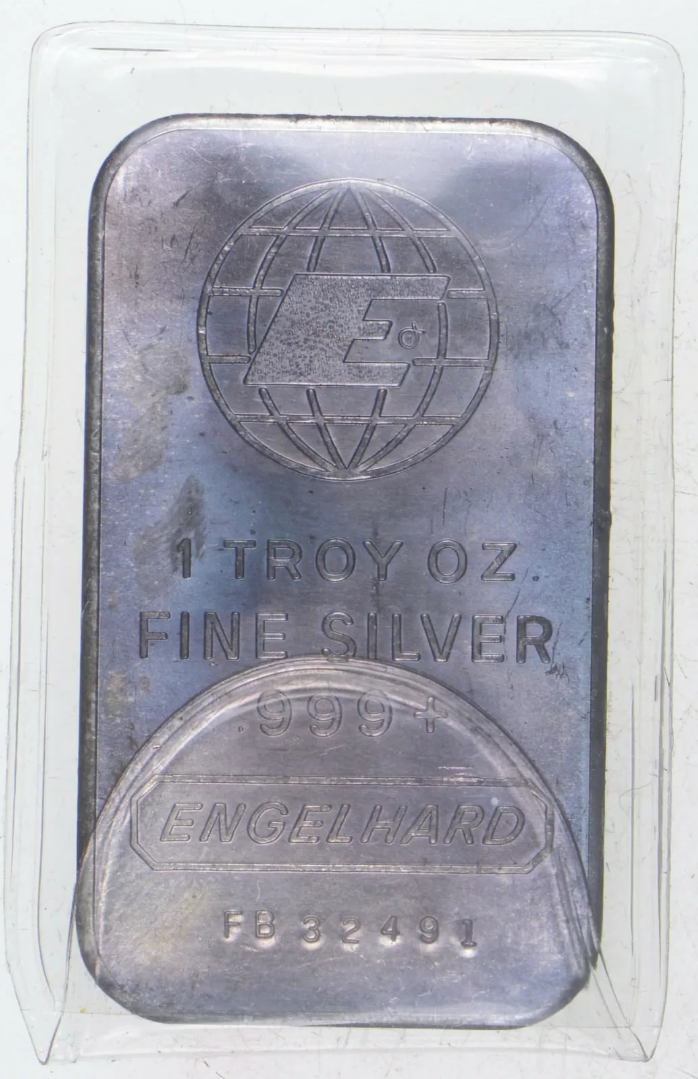 E
1 TROY OZ.
FINE SILVER
.999+
ENGELHARD
FB 32491